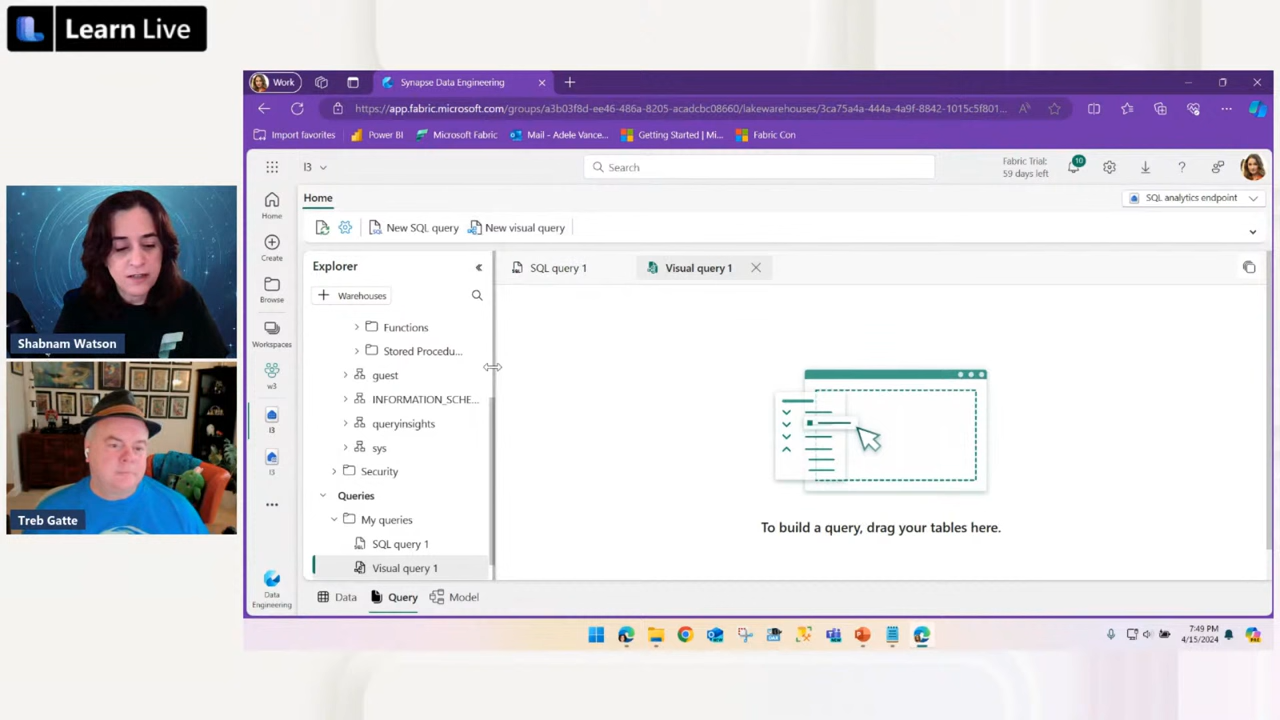 Learn Live
Work
Synapse Data Engineering
https://app.fabric.microsoft.com/groups/a3b03f8d-ee46-486a-8205-acadcbc08660/lakewarehouses/3ca75a4a-444a-4a9f-8842-1015c5f801...
Import favorites
Power BI
Microsoft Fabric
Mail - Adele Vance...
Getting Started | Mi...
Fabric Con
l3
Search
Fabric Trial:
59 days left
10
Home
SQL analytics endpoint
New SQL query
New visual query
Home
Create
Browse
Workspaces
w3
l3
l3
Data
Engineering
Explorer
Warehouses
Functions
Stored Procedu...
guest
INFORMATION_SCHE...
queryinsights
sys
Security
Queries
My queries
SQL query 1
Visual query 1
SQL query 1
Visual query 1
To build a query, drag your tables here.
Data
Query
Model
7:49 PM
4/15/2024
Shabnam Watson
Treb Gatte